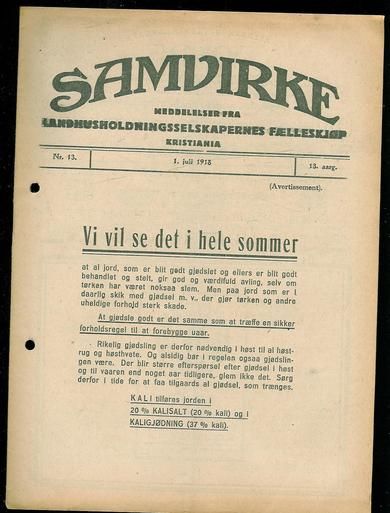 SAMVIRKE
MEDDELELSER FRA
LANDHUSHOLDNINGSSELSKAPERNES FÆLLESKJØP
KRISTIANIA
Nr. 13.
1. juli 1918
13. aarg.
(Avertissement).
Vi vil se det i hele sommer
at al jord, som er blit godt gjødslet og ellers er blit godt
behandlet og stelt, gir god og værdifuld avling, selv om
tørken har været noksaa slem. Men paa jord som er i
daarlig skik med gjødsel m. v. der gjør tørken og andre
uheldige forhojd sterk skade.
At gjødsle godt er det samme som at træffe en sikker
forholdsregel til at forebygge uaar.
Rikelig gjødsling er derfor nødvendig i høst til al høst-
rug og høsthvete. Og alsidig bør i regelen ogsaa gjødslin-
gen være. Der blir større efterspørsel efter gjødsel i høst
og til vaaren end noget aar tidligere, glem ikke det. Sørg
derfor i tide for at faa tilgaards al gjødsel, som trænges.
KALI tilføres jorden i
20 % KALISALT (20 % kali) og i
KALIGJØDNING (37 % kali).